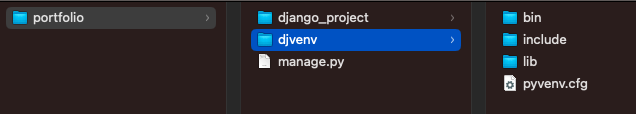 portfolio
django_project
djvenv
manage.py
bin
include
lib
pyvenv.cfg